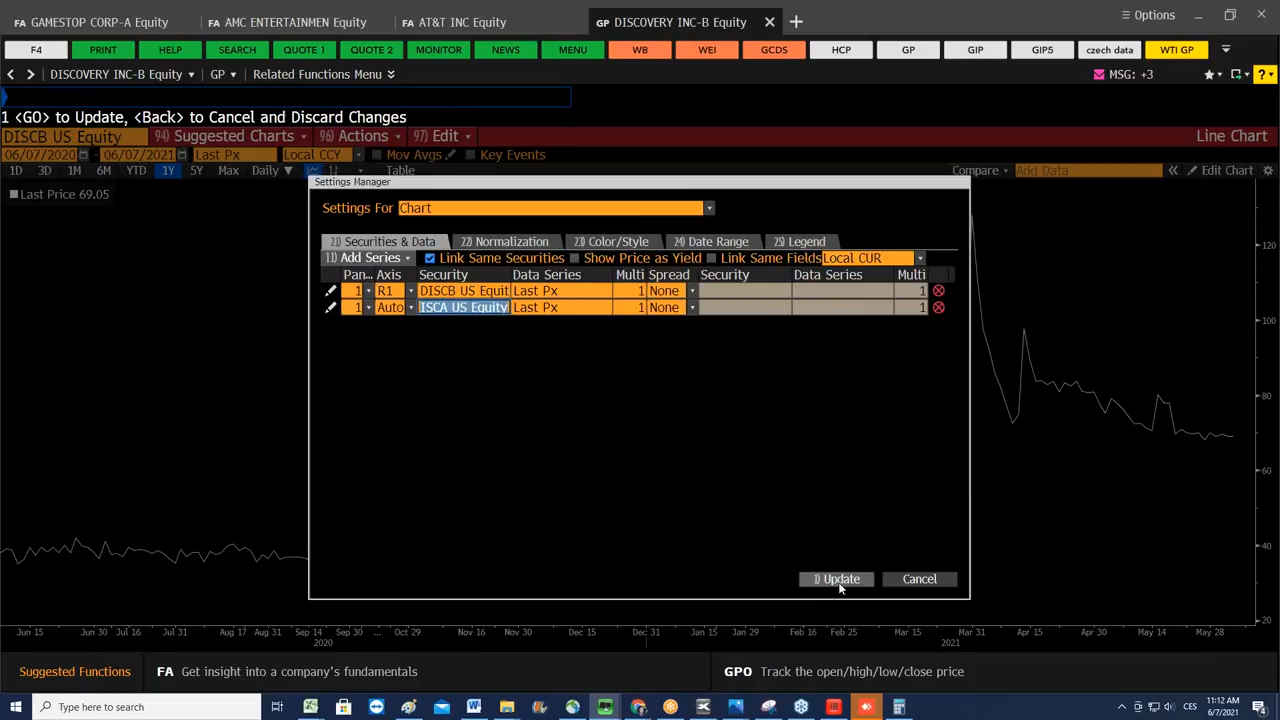 FA GAMESTOP CORP-A Equity FA AMC ENTERTAINMEN Equity FA AT&T INC Equity GP DISCOVERY INC-B Equity Options
F4 PRINT HELP SEARCH QUOTE 1 QUOTE 2 MONITOR NEWS MENU WB WEI GCDS HCP GP GIP GIP5 czech data WTI GP
DISCOVERY INC-B Equity GP Related Functions Menu MSG: +3 ?
1 <GO> to Update, <Back> to Cancel and Discard Changes
DISCB US Equity 94) Suggested Charts 96) Actions 97) Edit Line Chart
06/07/2020 - 06/07/2021 Last Px Local CCY Mov Avgs Key Events
1D 3D 1M 6M YTD 1Y 5Y Max Daily Table Compare Add Data Edit Chart
Settings Manager
Last Price 69.05
Settings For Chart
21) Securities & Data 22) Normalization 23) Color/Style 24) Date Range 25) Legend
11) Add Series Link Same Securities Show Price as Yield Link Same Fields Local CUR
Pan... Axis Security Data Series Multi Spread Security Data Series Multi
1 R1 DISCB US Equit Last Px 1 None 1
1 Auto ISCA US Equity Last Px 1 None 1
120
100
80
60
40
20
1) Update Cancel
Jun 15 Jun 30 Jul 16 Jul 31 Aug 17 Aug 31 Sep 14 Sep 30 ... Oct 29 Nov 16 Nov 30 Dec 15 Dec 31 Jan 15 Jan 29 Feb 16 Feb 25 Mar 15 Mar 31 Apr 15 Apr 30 May 14 May 28
2020 2021
Suggested Functions FA Get insight into a company's fundamentals GPO Track the open/high/low/close price
Type here to search CES 11:12 AM
6/7/2021